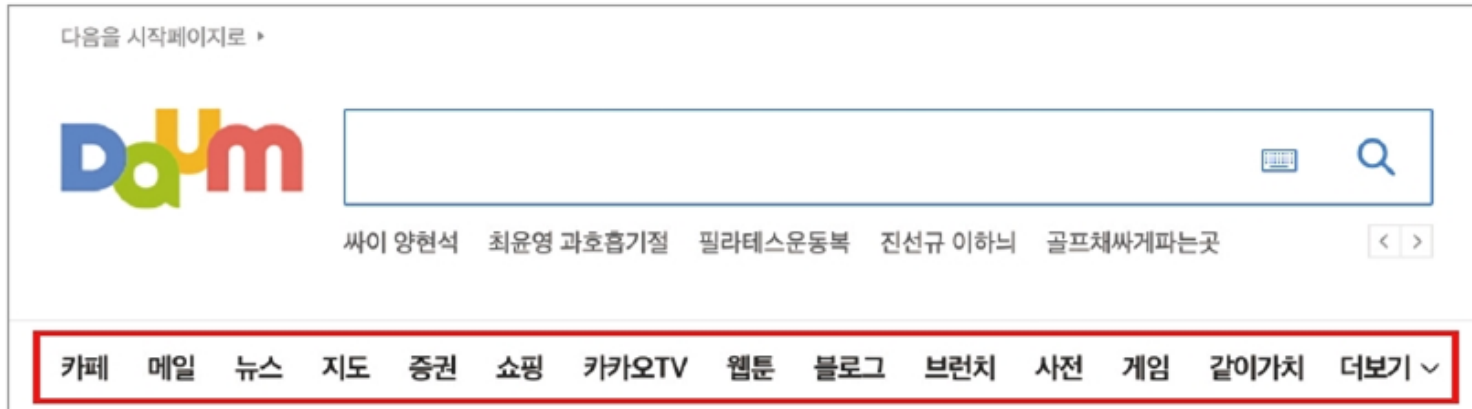 다음을 시작페이지로
Daum
싸이 양현석 최윤영 과호흡기절 필라테스운동복 진선규 이하늬 골프채싸게파는곳
카페 메일 뉴스 지도 증권 쇼핑 카카오TV 웹툰 블로그 브런치 사전 게임 같이가치 더보기